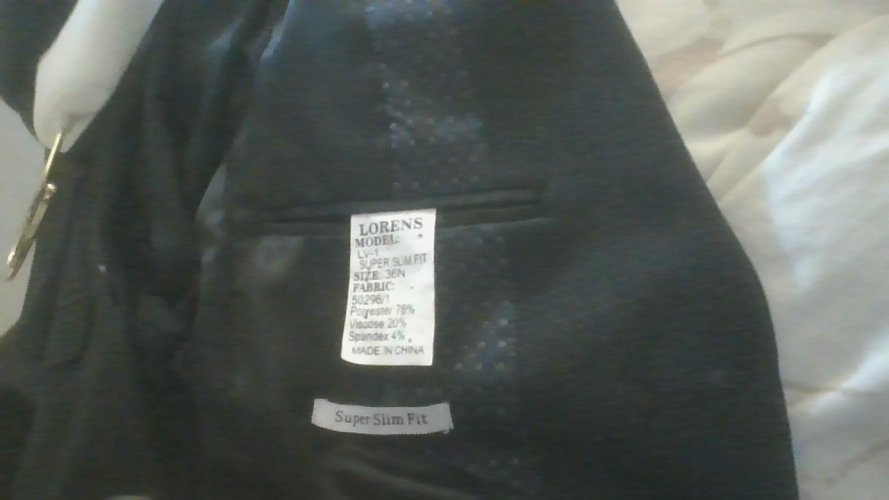 LORENS
MODEL:
LV-1
SUPER SLIM FIT
SIZE: 36N
FABRIC:
50296/1
Polyester 76%
Viscose 20%
Spandex 4%
MADE IN CHINA
Super Slim Fit